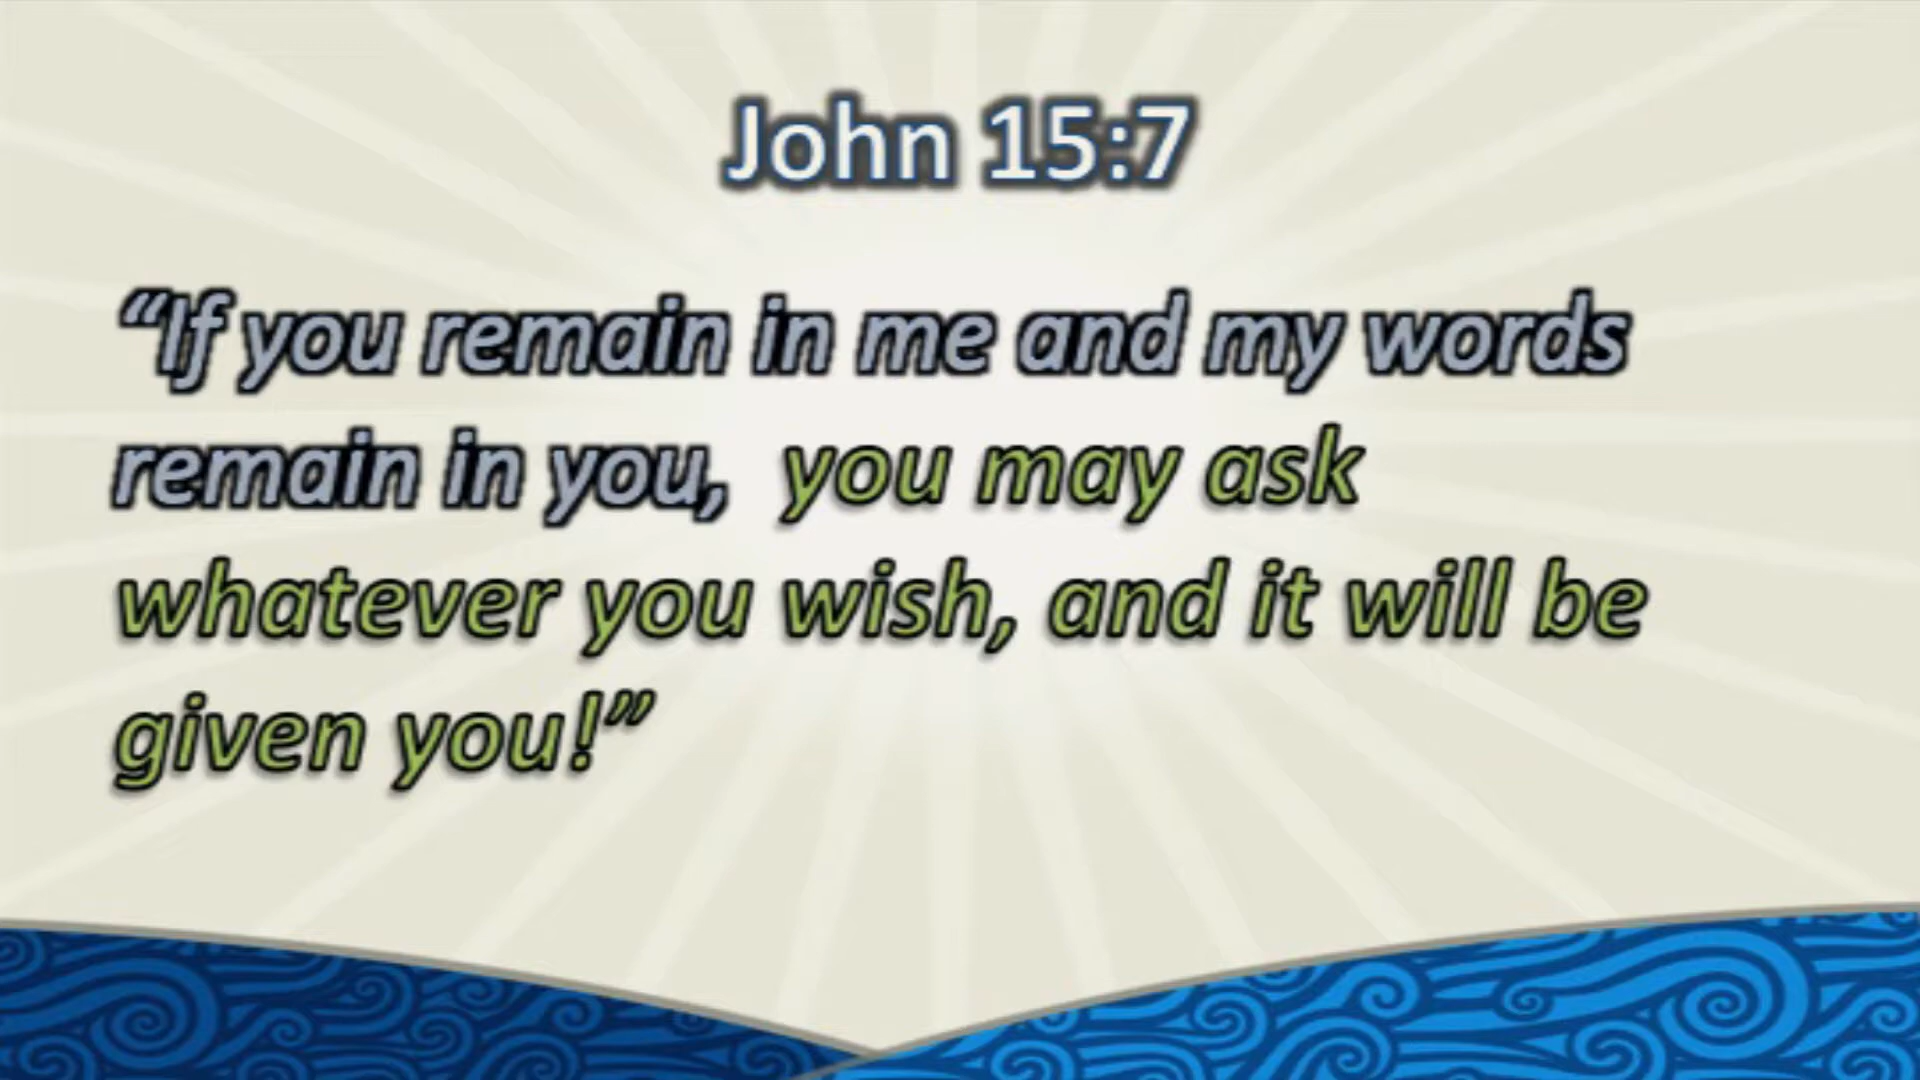 John 15:7
“If you remain in me and my words
remain in you, you may ask
whatever you wish, and it will be
given you!”